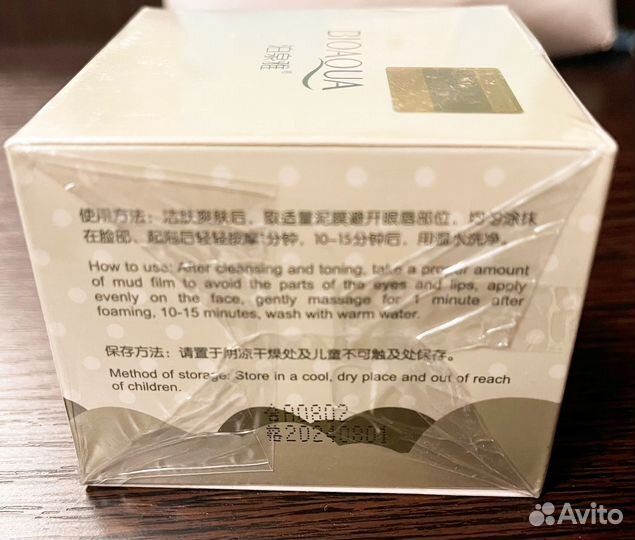 BIOAQUA
伯泉雅
使用方法：洁肤爽肤后，取适量泥膜避开眼唇部位，均匀涂抹
在脸部，起泡后轻轻按摩1分钟，10-15分钟后，用温水洗净。
How to use: After cleansing and toning, take a proper amount
of mud film to avoid the parts of the eyes and lips, apply
evenly on the face, gently massage for 1 minute after
foaming, 10-15 minutes, wash with warm water.
保存方法：请置于阴凉干燥处及儿童不可触及处保存。
Method of storage: Store in a cool, dry place and out of reach
of children.
A0802
20240801
Avito